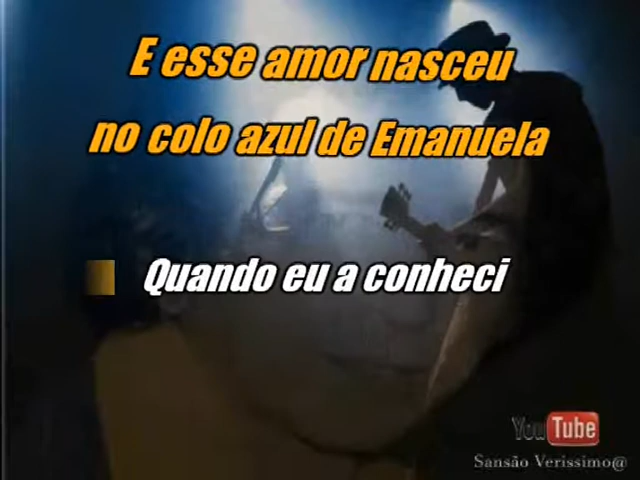 E esse amor nasceu
no colo azul de Emanuela
Quando eu a conheci
YouTube
Sansão Verissimo@